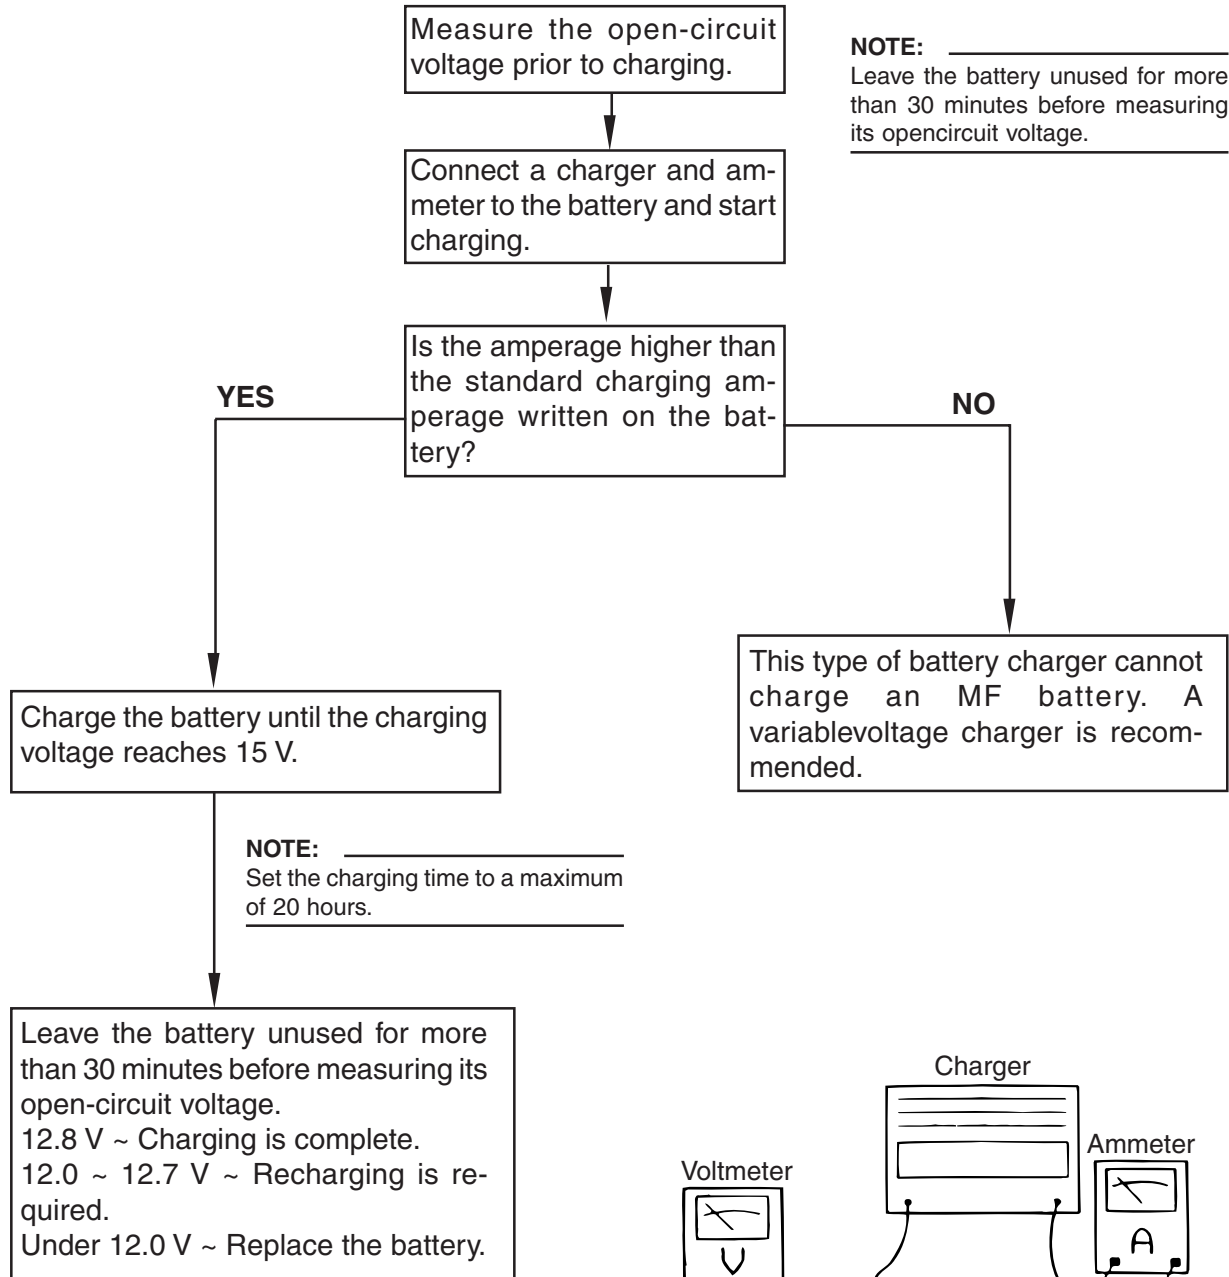 Measure the open-circuit
voltage prior to charging.
NOTE:
Leave the battery unused for more
than 30 minutes before measuring
its opencircuit voltage.
Connect a charger and am-
meter to the battery and start
charging.
Is the amperage higher than
the standard charging am-
perage written on the bat-
tery?
YES
NO
Charge the battery until the charging
voltage reaches 15 V.
This type of battery charger cannot
charge an MF battery. A
variablevoltage charger is recom-
mended.
NOTE:
Set the charging time to a maximum
of 20 hours.
Leave the battery unused for more
than 30 minutes before measuring its
open-circuit voltage.
12.8 V ~ Charging is complete.
12.0 ~ 12.7 V ~ Recharging is re-
quired.
Under 12.0 V ~ Replace the battery.
Charger
Ammeter
Voltmeter
A
V